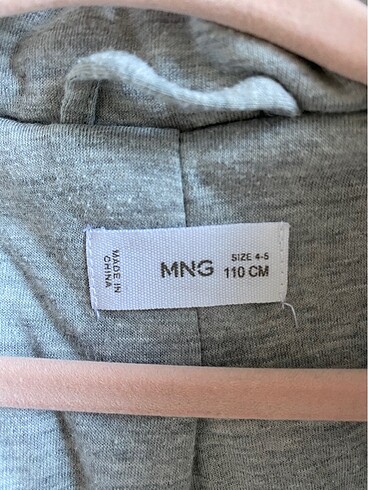 MADE IN
CHINA
MNG
SIZE 4-5
110 CM